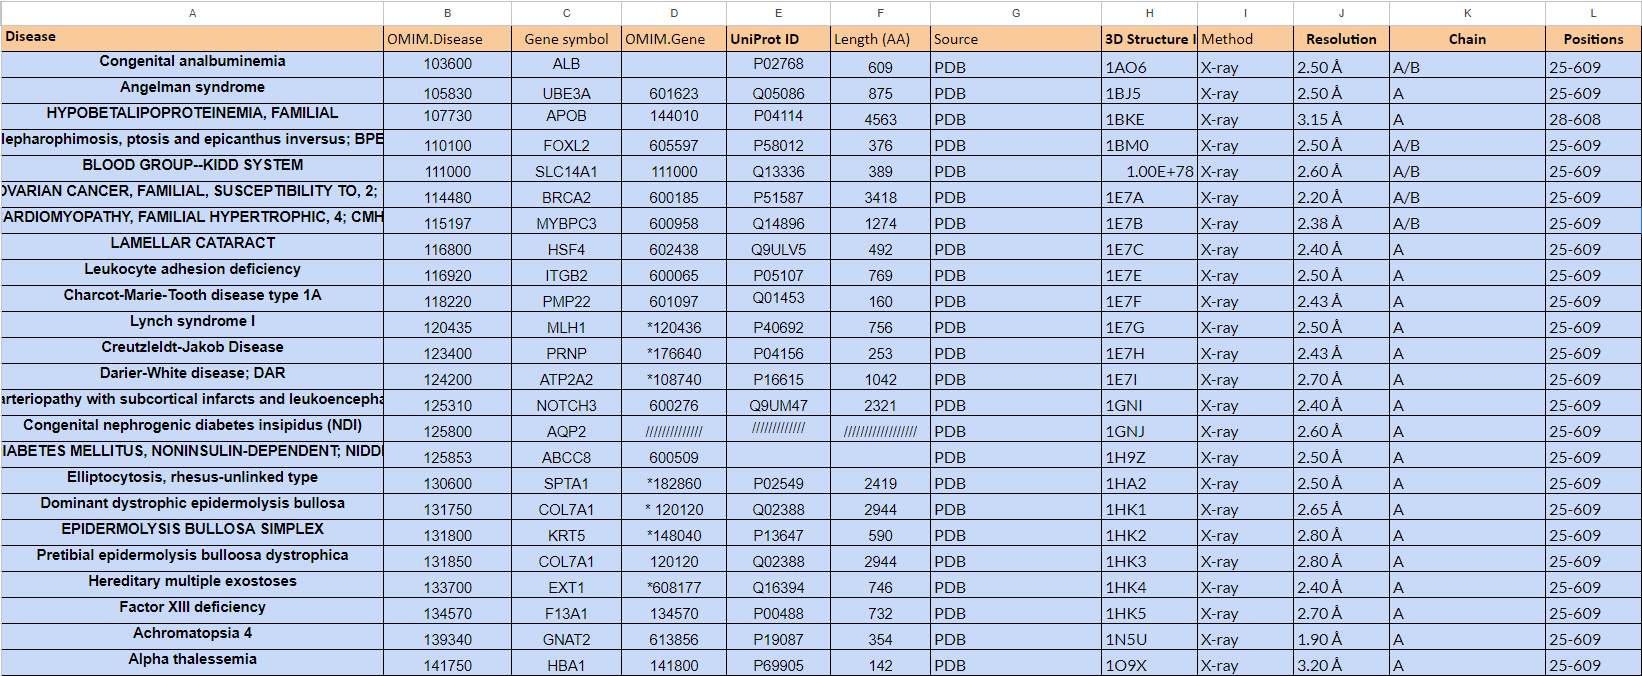 A B C D E F G H I J K L
Disease OMIM.Disease Gene symbol OMIM.Gene UniProt ID Length (AA) Source 3D Structure I Method Resolution Chain Positions
Congenital analbuminemia 103600 ALB P02768 609 PDB 1AO6 X-ray 2.50 Å A/B 25-609
Angelman syndrome 105830 UBE3A 601623 Q05086 875 PDB 1BJ5 X-ray 2.50 Å A 25-609
HYPOBETALIPOPROTEINEMIA, FAMILIAL 107730 APOB 144010 P04114 4563 PDB 1BKE X-ray 3.15 Å A 28-608
lepharophimosis, ptosis and epicanthus inversus; BPE 110100 FOXL2 605597 P58012 376 PDB 1BM0 X-ray 2.50 Å A/B 25-609
BLOOD GROUP--KIDD SYSTEM 111000 SLC14A1 111000 Q13336 389 PDB 1.00E+78 X-ray 2.60 Å A/B 25-609
OVARIAN CANCER, FAMILIAL, SUSCEPTIBILITY TO, 2; 114480 BRCA2 600185 P51587 3418 PDB 1E7A X-ray 2.20 Å A/B 25-609
ARDIOMYOPATHY, FAMILIAL HYPERTROPHIC, 4; CMH 115197 MYBPC3 600958 Q14896 1274 PDB 1E7B X-ray 2.38 Å A/B 25-609
LAMELLAR CATARACT 116800 HSF4 602438 Q9ULV5 492 PDB 1E7C X-ray 2.40 Å A 25-609
Leukocyte adhesion deficiency 116920 ITGB2 600065 P05107 769 PDB 1E7E X-ray 2.50 Å A 25-609
Charcot-Marie-Tooth disease type 1A 118220 PMP22 601097 Q01453 160 PDB 1E7F X-ray 2.43 Å A 25-609
Lynch syndrome I 120435 MLH1 *120436 P40692 756 PDB 1E7G X-ray 2.50 Å A 25-609
Creutzleldt-Jakob Disease 123400 PRNP *176640 P04156 253 PDB 1E7H X-ray 2.43 Å A 25-609
Darier-White disease; DAR 124200 ATP2A2 *108740 P16615 1042 PDB 1E7I X-ray 2.70 Å A 25-609
arteriopathy with subcortical infarcts and leukoencepha 125310 NOTCH3 600276 Q9UM47 2321 PDB 1GNI X-ray 2.40 Å A 25-609
Congenital nephrogenic diabetes insipidus (NDI) 125800 AQP2 ////////////// ///////////// ////////////////// PDB 1GNJ X-ray 2.60 Å A 25-609
IABETES MELLITUS, NONINSULIN-DEPENDENT; NIDDI 125853 ABCC8 600509 PDB 1H9Z X-ray 2.50 Å A 25-609
Elliptocytosis, rhesus-unlinked type 130600 SPTA1 *182860 P02549 2419 PDB 1HA2 X-ray 2.50 Å A 25-609
Dominant dystrophic epidermolysis bullosa 131750 COL7A1 * 120120 Q02388 2944 PDB 1HK1 X-ray 2.65 Å A 25-609
EPIDERMOLYSIS BULLOSA SIMPLEX 131800 KRT5 *148040 P13647 590 PDB 1HK2 X-ray 2.80 Å A 25-609
Pretibial epidermolysis bulloosa dystrophica 131850 COL7A1 120120 Q02388 2944 PDB 1HK3 X-ray 2.80 Å A 25-609
Hereditary multiple exostoses 133700 EXT1 *608177 Q16394 746 PDB 1HK4 X-ray 2.40 Å A 25-609
Factor XIII deficiency 134570 F13A1 134570 P00488 732 PDB 1HK5 X-ray 2.70 Å A 25-609
Achromatopsia 4 139340 GNAT2 613856 P19087 354 PDB 1N5U X-ray 1.90 Å A 25-609
Alpha thalessemia 141750 HBA1 141800 P69905 142 PDB 1O9X X-ray 3.20 Å A 25-609